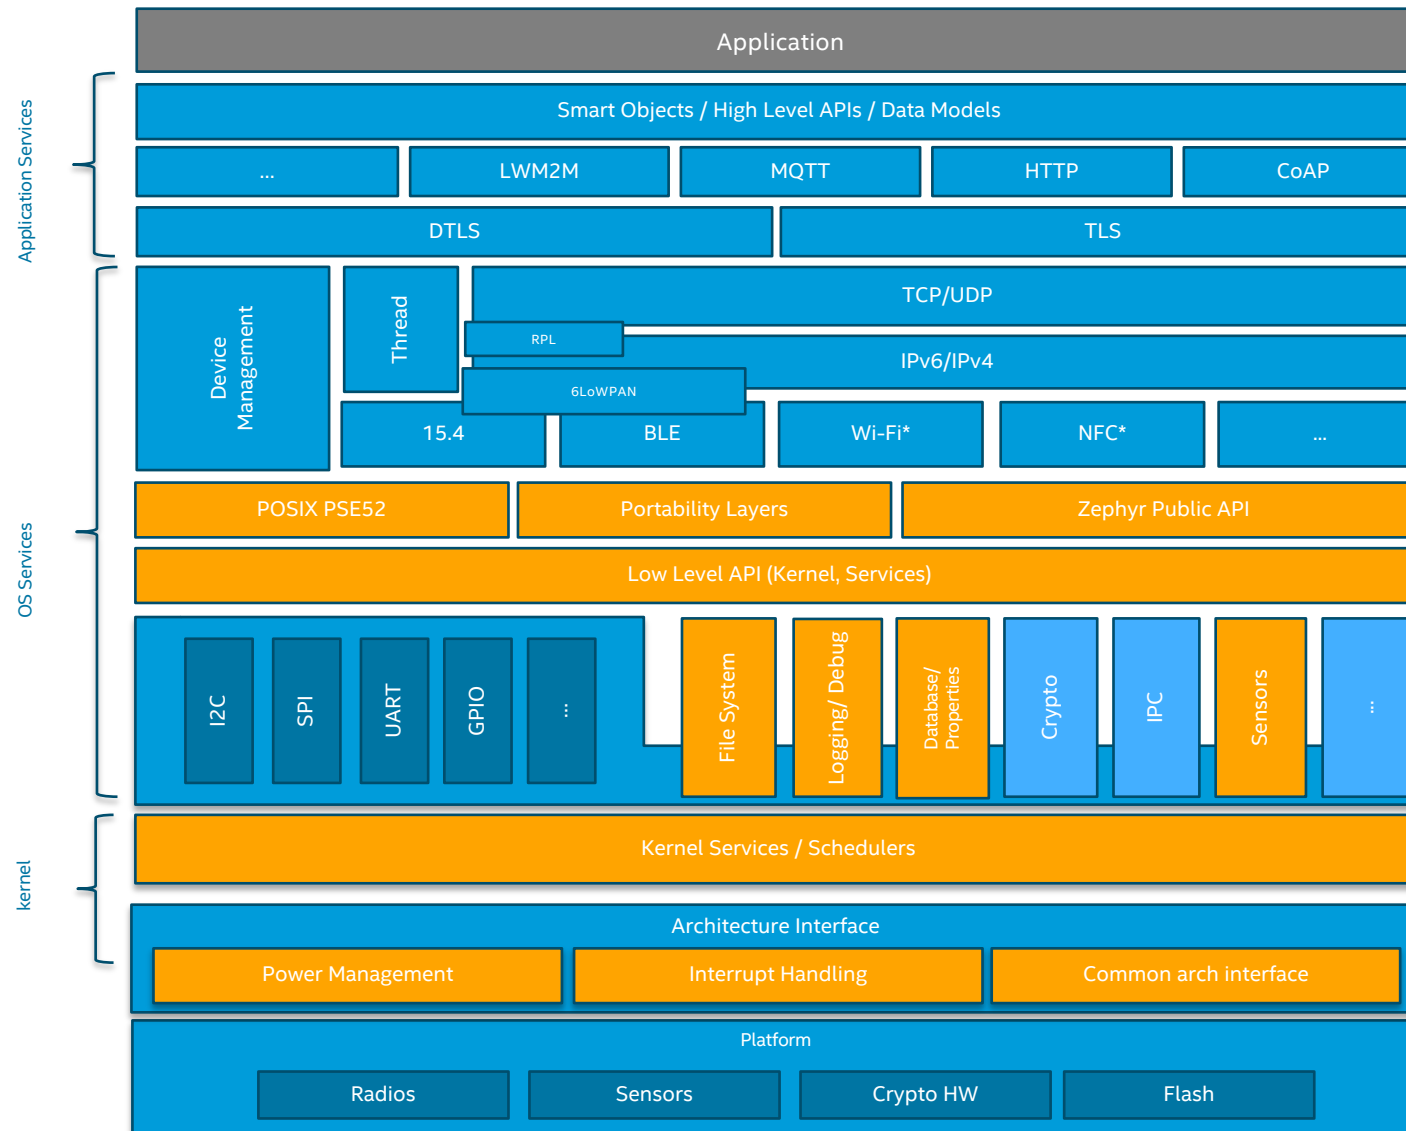 Application
Application Services
Smart Objects / High Level APIs / Data Models
...
LWM2M
MQTT
HTTP
CoAP
DTLS
TLS
OS Services
Device
Management
Thread
TCP/UDP
RPL
IPv6/IPv4
6LoWPAN
15.4
BLE
Wi-Fi*
NFC*
...
POSIX PSE52
Portability Layers
Zephyr Public API
Low Level API (Kernel, Services)
I2C
SPI
UART
GPIO
...
File System
Logging/ Debug
Database/
Properties
Crypto
IPC
Sensors
...
kernel
Kernel Services / Schedulers
Architecture Interface
Power Management
Interrupt Handling
Common arch interface
Platform
Radios
Sensors
Crypto HW
Flash